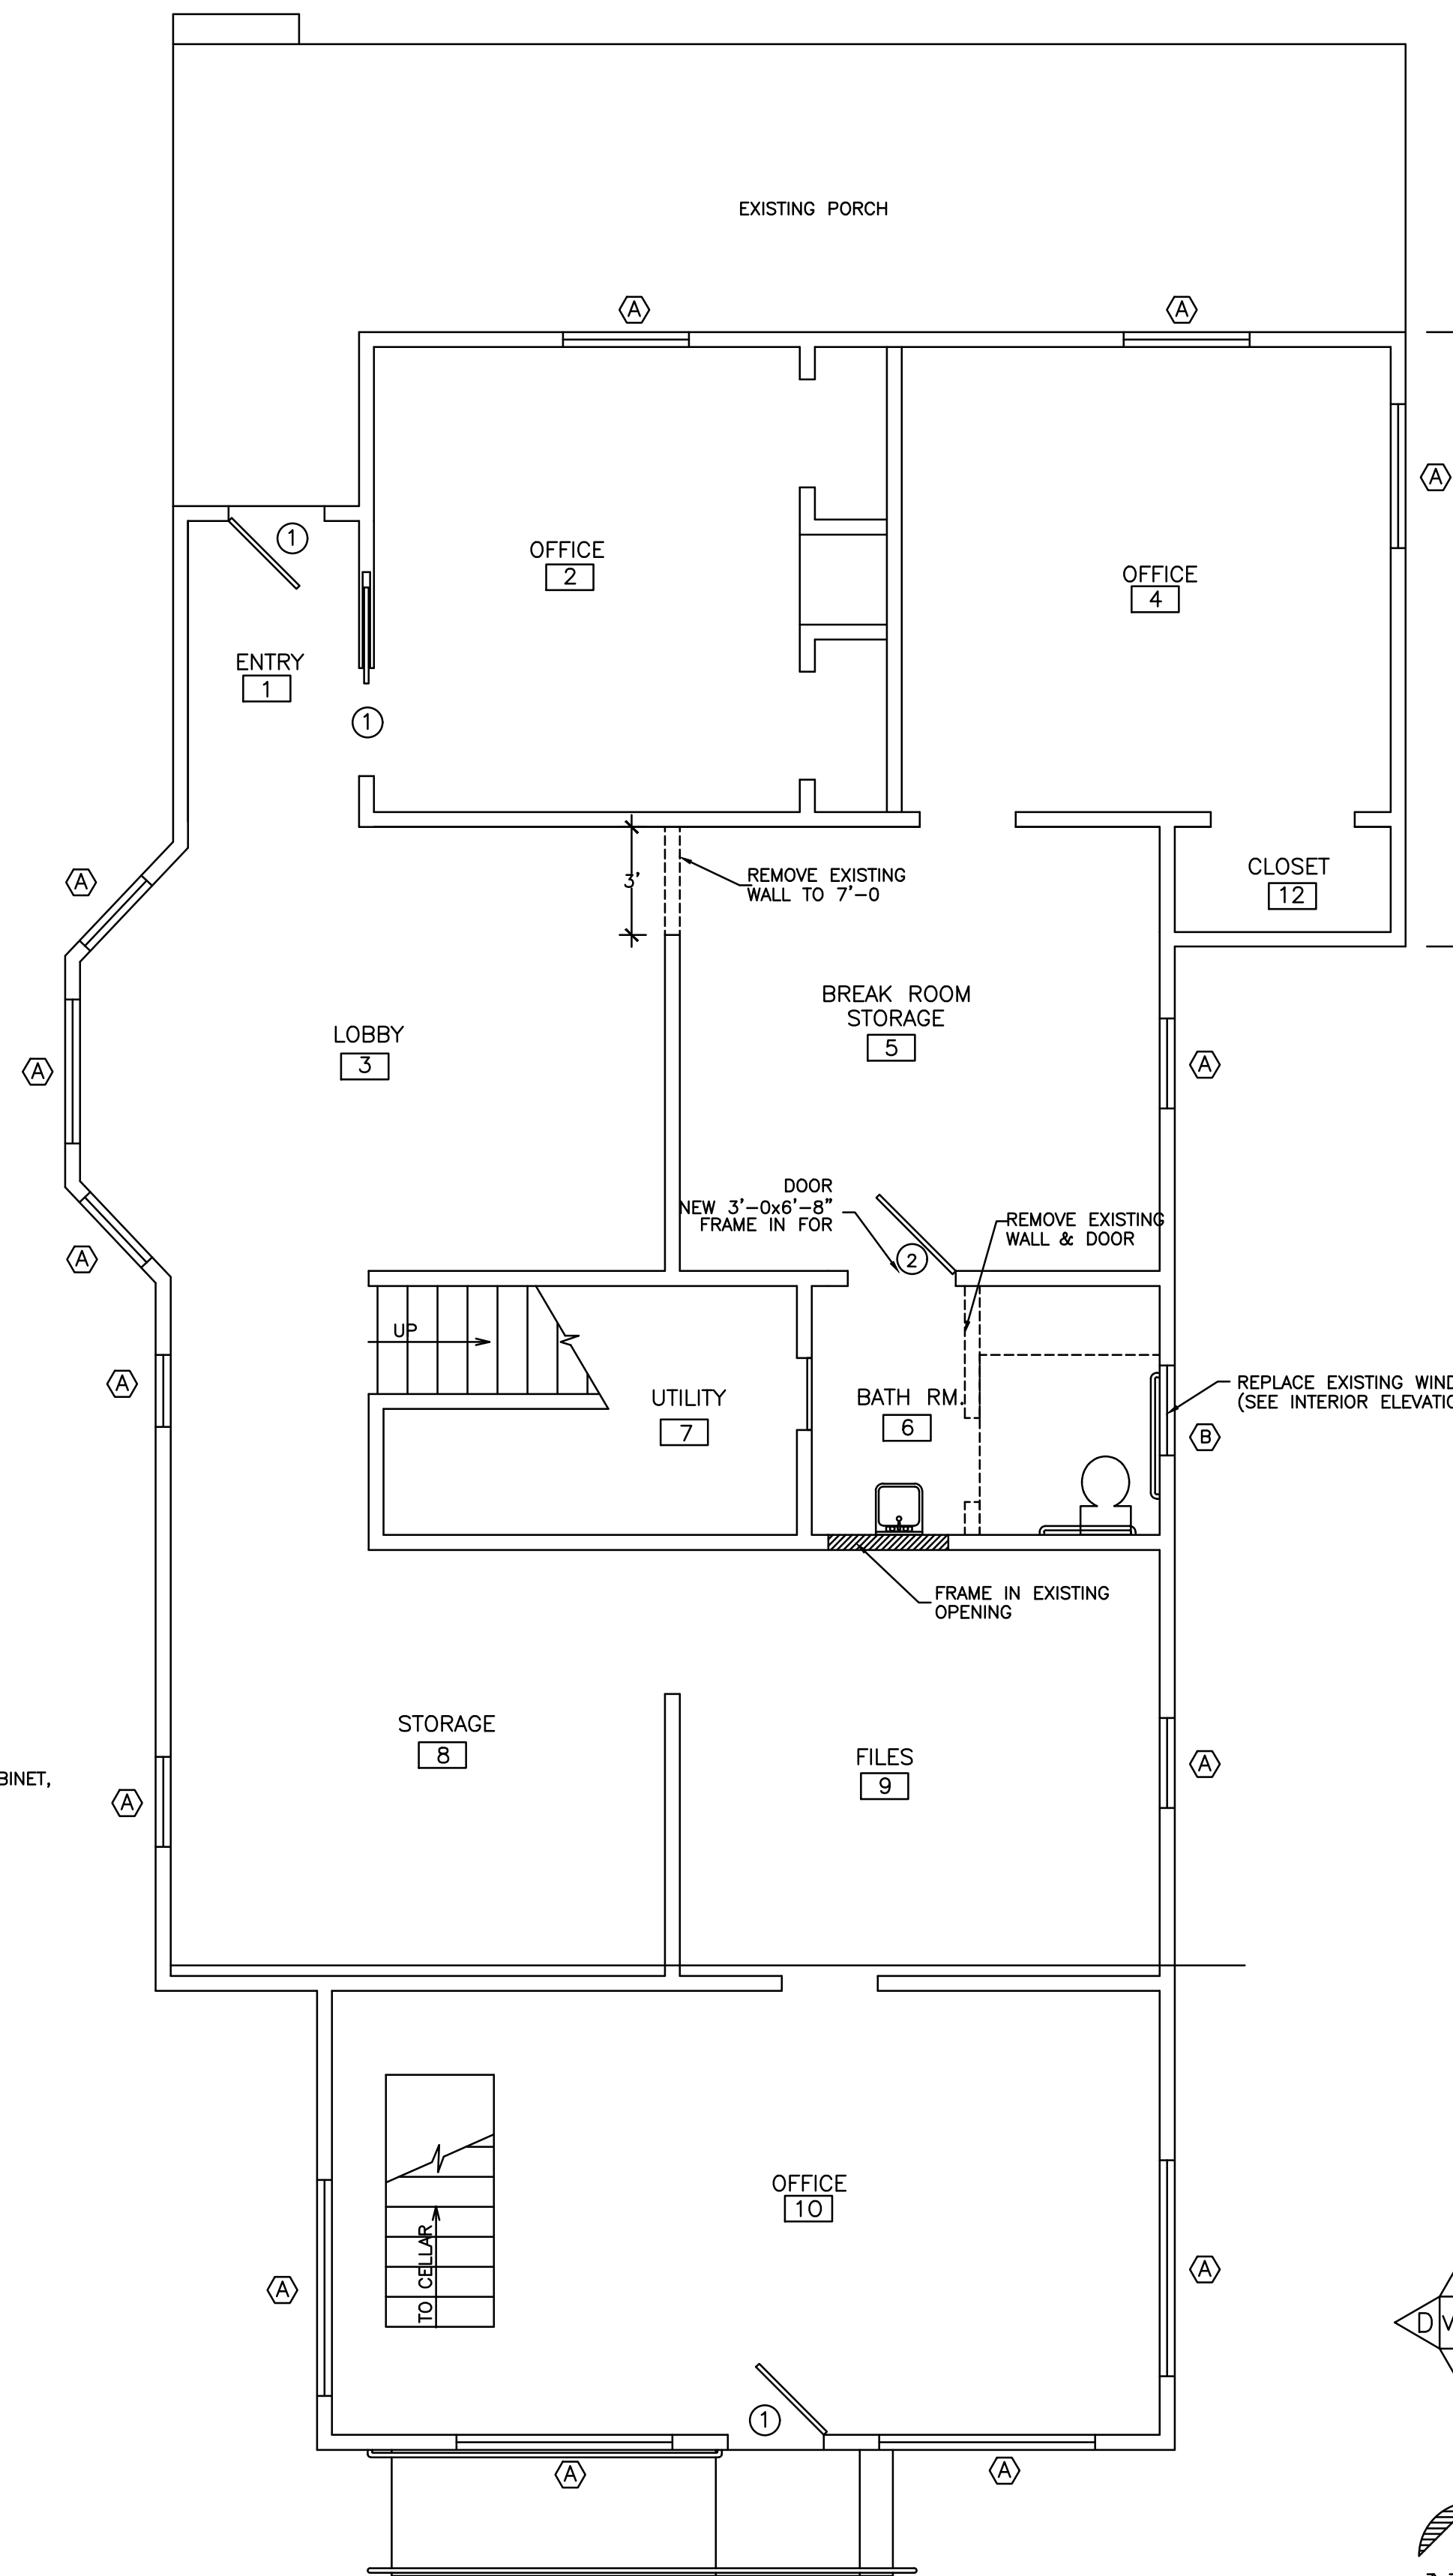 EXISTING PORCH
A
A
A
1
OFFICE
2
OFFICE
4
ENTRY
1
1
A
3'
REMOVE EXISTING
WALL TO 7'-0
CLOSET
12
LOBBY
3
A
BREAK ROOM
STORAGE
5
A
DOOR
NEW 3'-0x6'-8"
FRAME IN FOR
2
REMOVE EXISTING
WALL & DOOR
A
UP
A
UTILITY
7
BATH RM.
6
REPLACE EXISTING
(SEE INTERIOR
B
FRAME IN EXISTING
OPENING
STORAGE
8
FILES
9
A
A
TO CELLAR
OFFICE
10
A
A
D
1
A
A